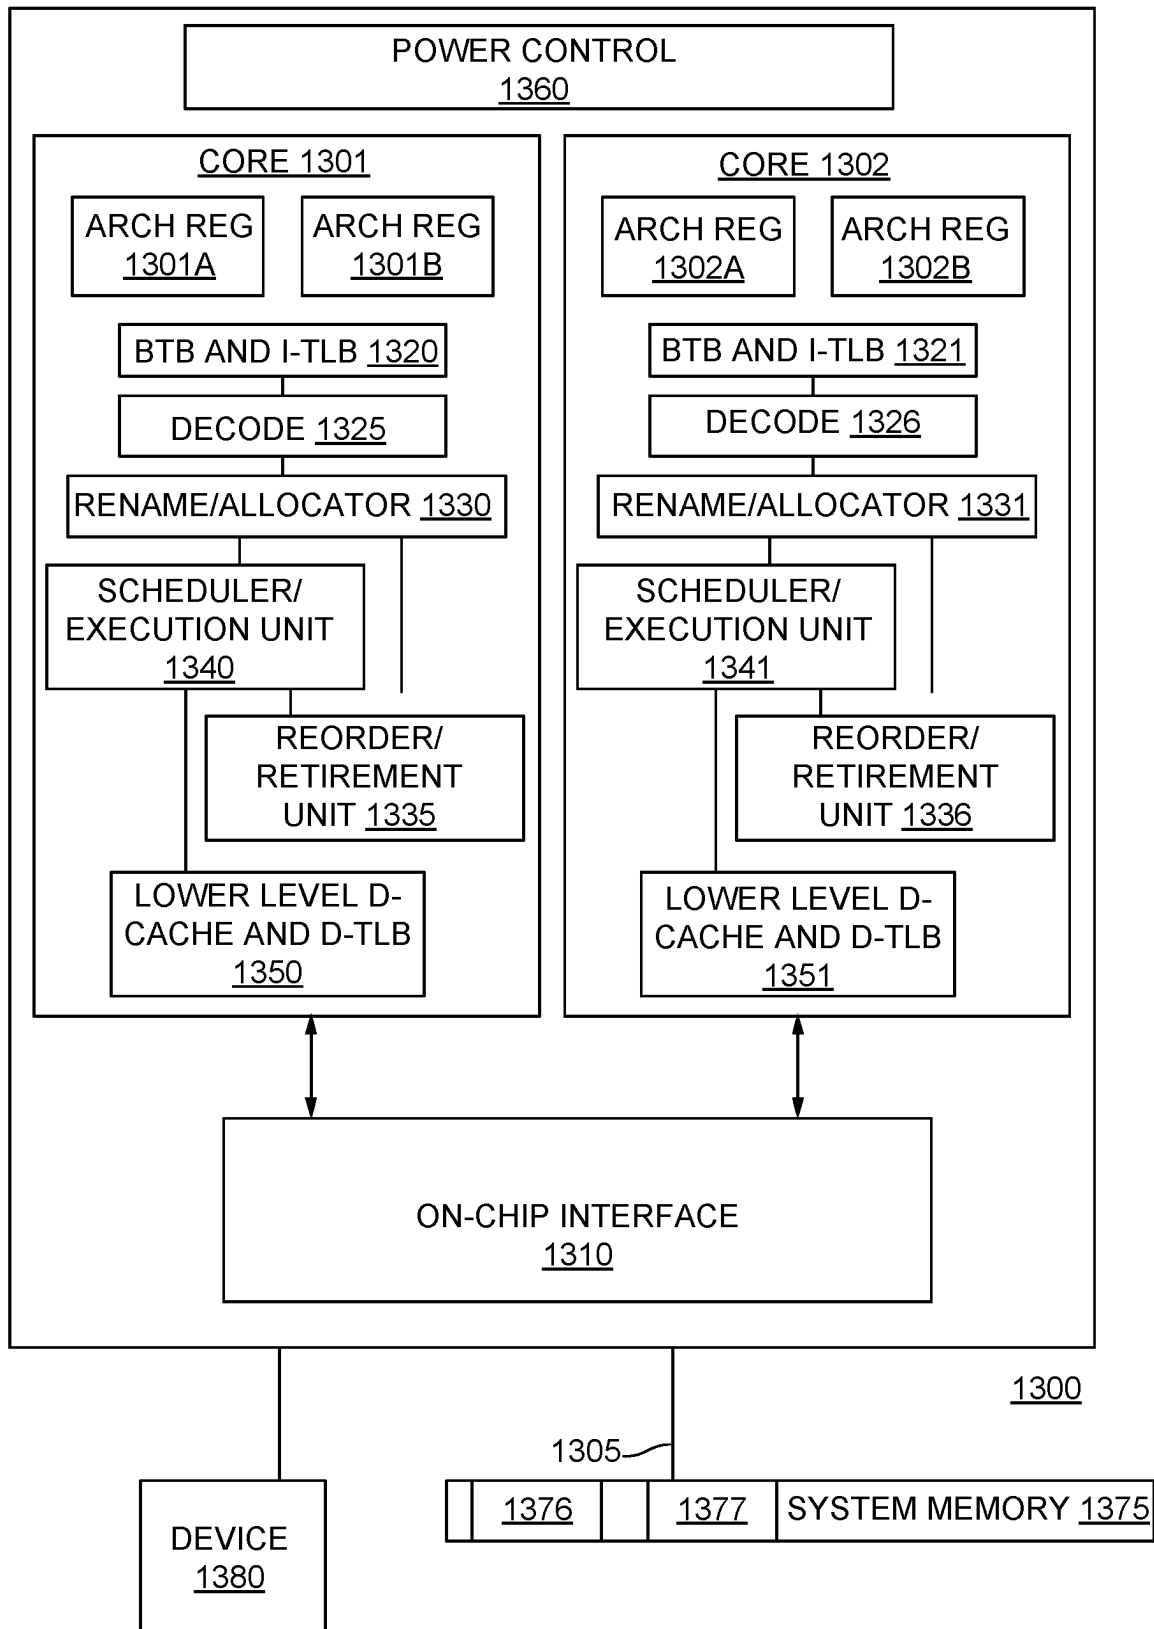 POWER CONTROL
1360
CORE 1301
ARCH REG
1301A
ARCH REG
1301B
BTB AND I-TLB 1320
DECODE 1325
RENAME/ALLOCATOR 1330
SCHEDULER/
EXECUTION UNIT
1340
REORDER/
RETIREMENT
UNIT 1335
LOWER LEVEL D-
CACHE AND D-TLB
1350
CORE 1302
ARCH REG
1302A
ARCH REG
1302B
BTB AND I-TLB 1321
DECODE 1326
RENAME/ALLOCATOR 1331
SCHEDULER/
EXECUTION UNIT
1341
REORDER/
RETIREMENT
UNIT 1336
LOWER LEVEL D-
CACHE AND D-TLB
1351
ON-CHIP INTERFACE
1310
1300
1305
DEVICE
1380
1376
1377
SYSTEM MEMORY 1375